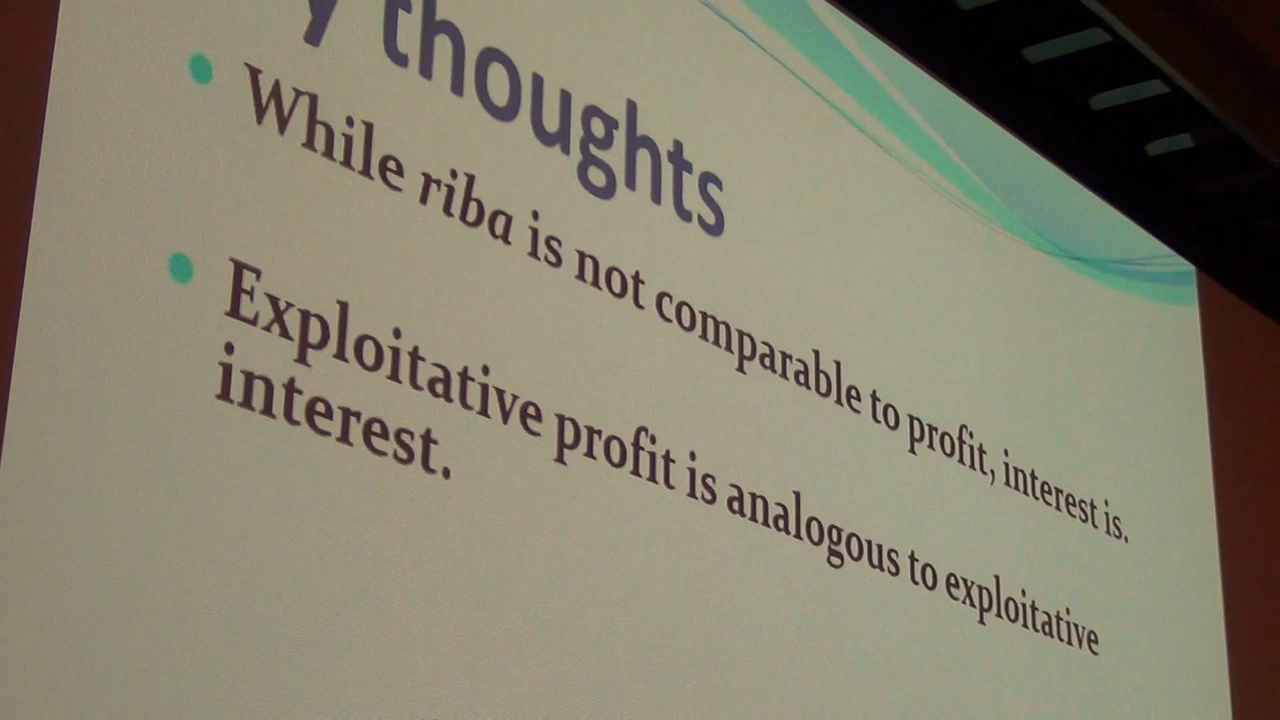 y thoughts
While riba is not comparable to profit, interest is.
Exploitative profit is analogous to exploitative
interest.